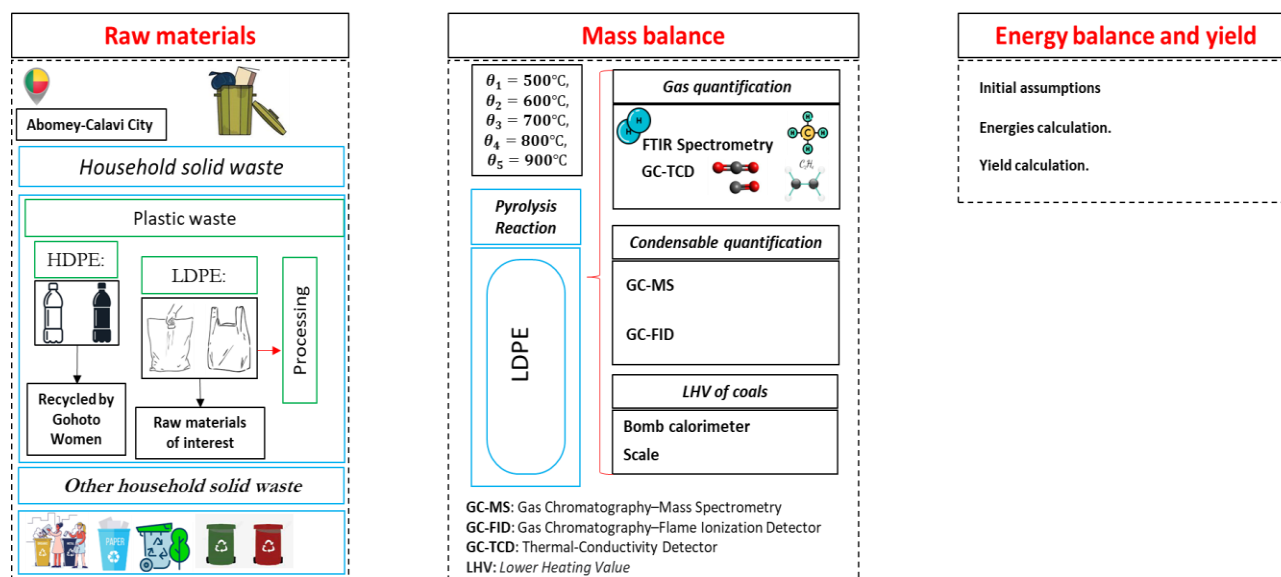 Raw materials
Abomey-Calavi City
Household solid waste
Plastic waste
HDPE:
LDPE:
Processing
Recycled by
Gohoto
Women
Raw materials
of interest
Other household solid waste
PAPER
Mass balance
θ₁ = 500°C,
θ₂ = 600°C,
θ₃ = 700°C,
θ₄ = 800°C,
θ₅ = 900°C
Pyrolysis
Reaction
LDPE
Gas quantification
H
H
FTIR Spectrometry
GC-TCD
H
H
C
H
H
Condensable quantification
GC-MS
GC-FID
LHV of coals
Bomb calorimeter
Scale
GC-MS: Gas Chromatography–Mass Spectrometry
GC-FID: Gas Chromatography–Flame Ionization Detector
GC-TCD: Thermal-Conductivity Detector
LHV: Lower Heating Value
Energy balance and yield
Initial assumptions
Energies calculation.
Yield calculation.